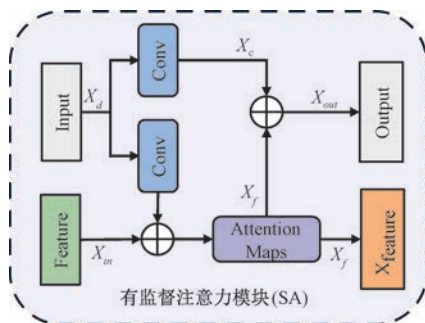 Input
X_d
Conv
X_c
Conv
X_out
Output
Feature
X_in
X_f
Attention
Maps
X_f
X_feature
有监督注意力模块(SA)